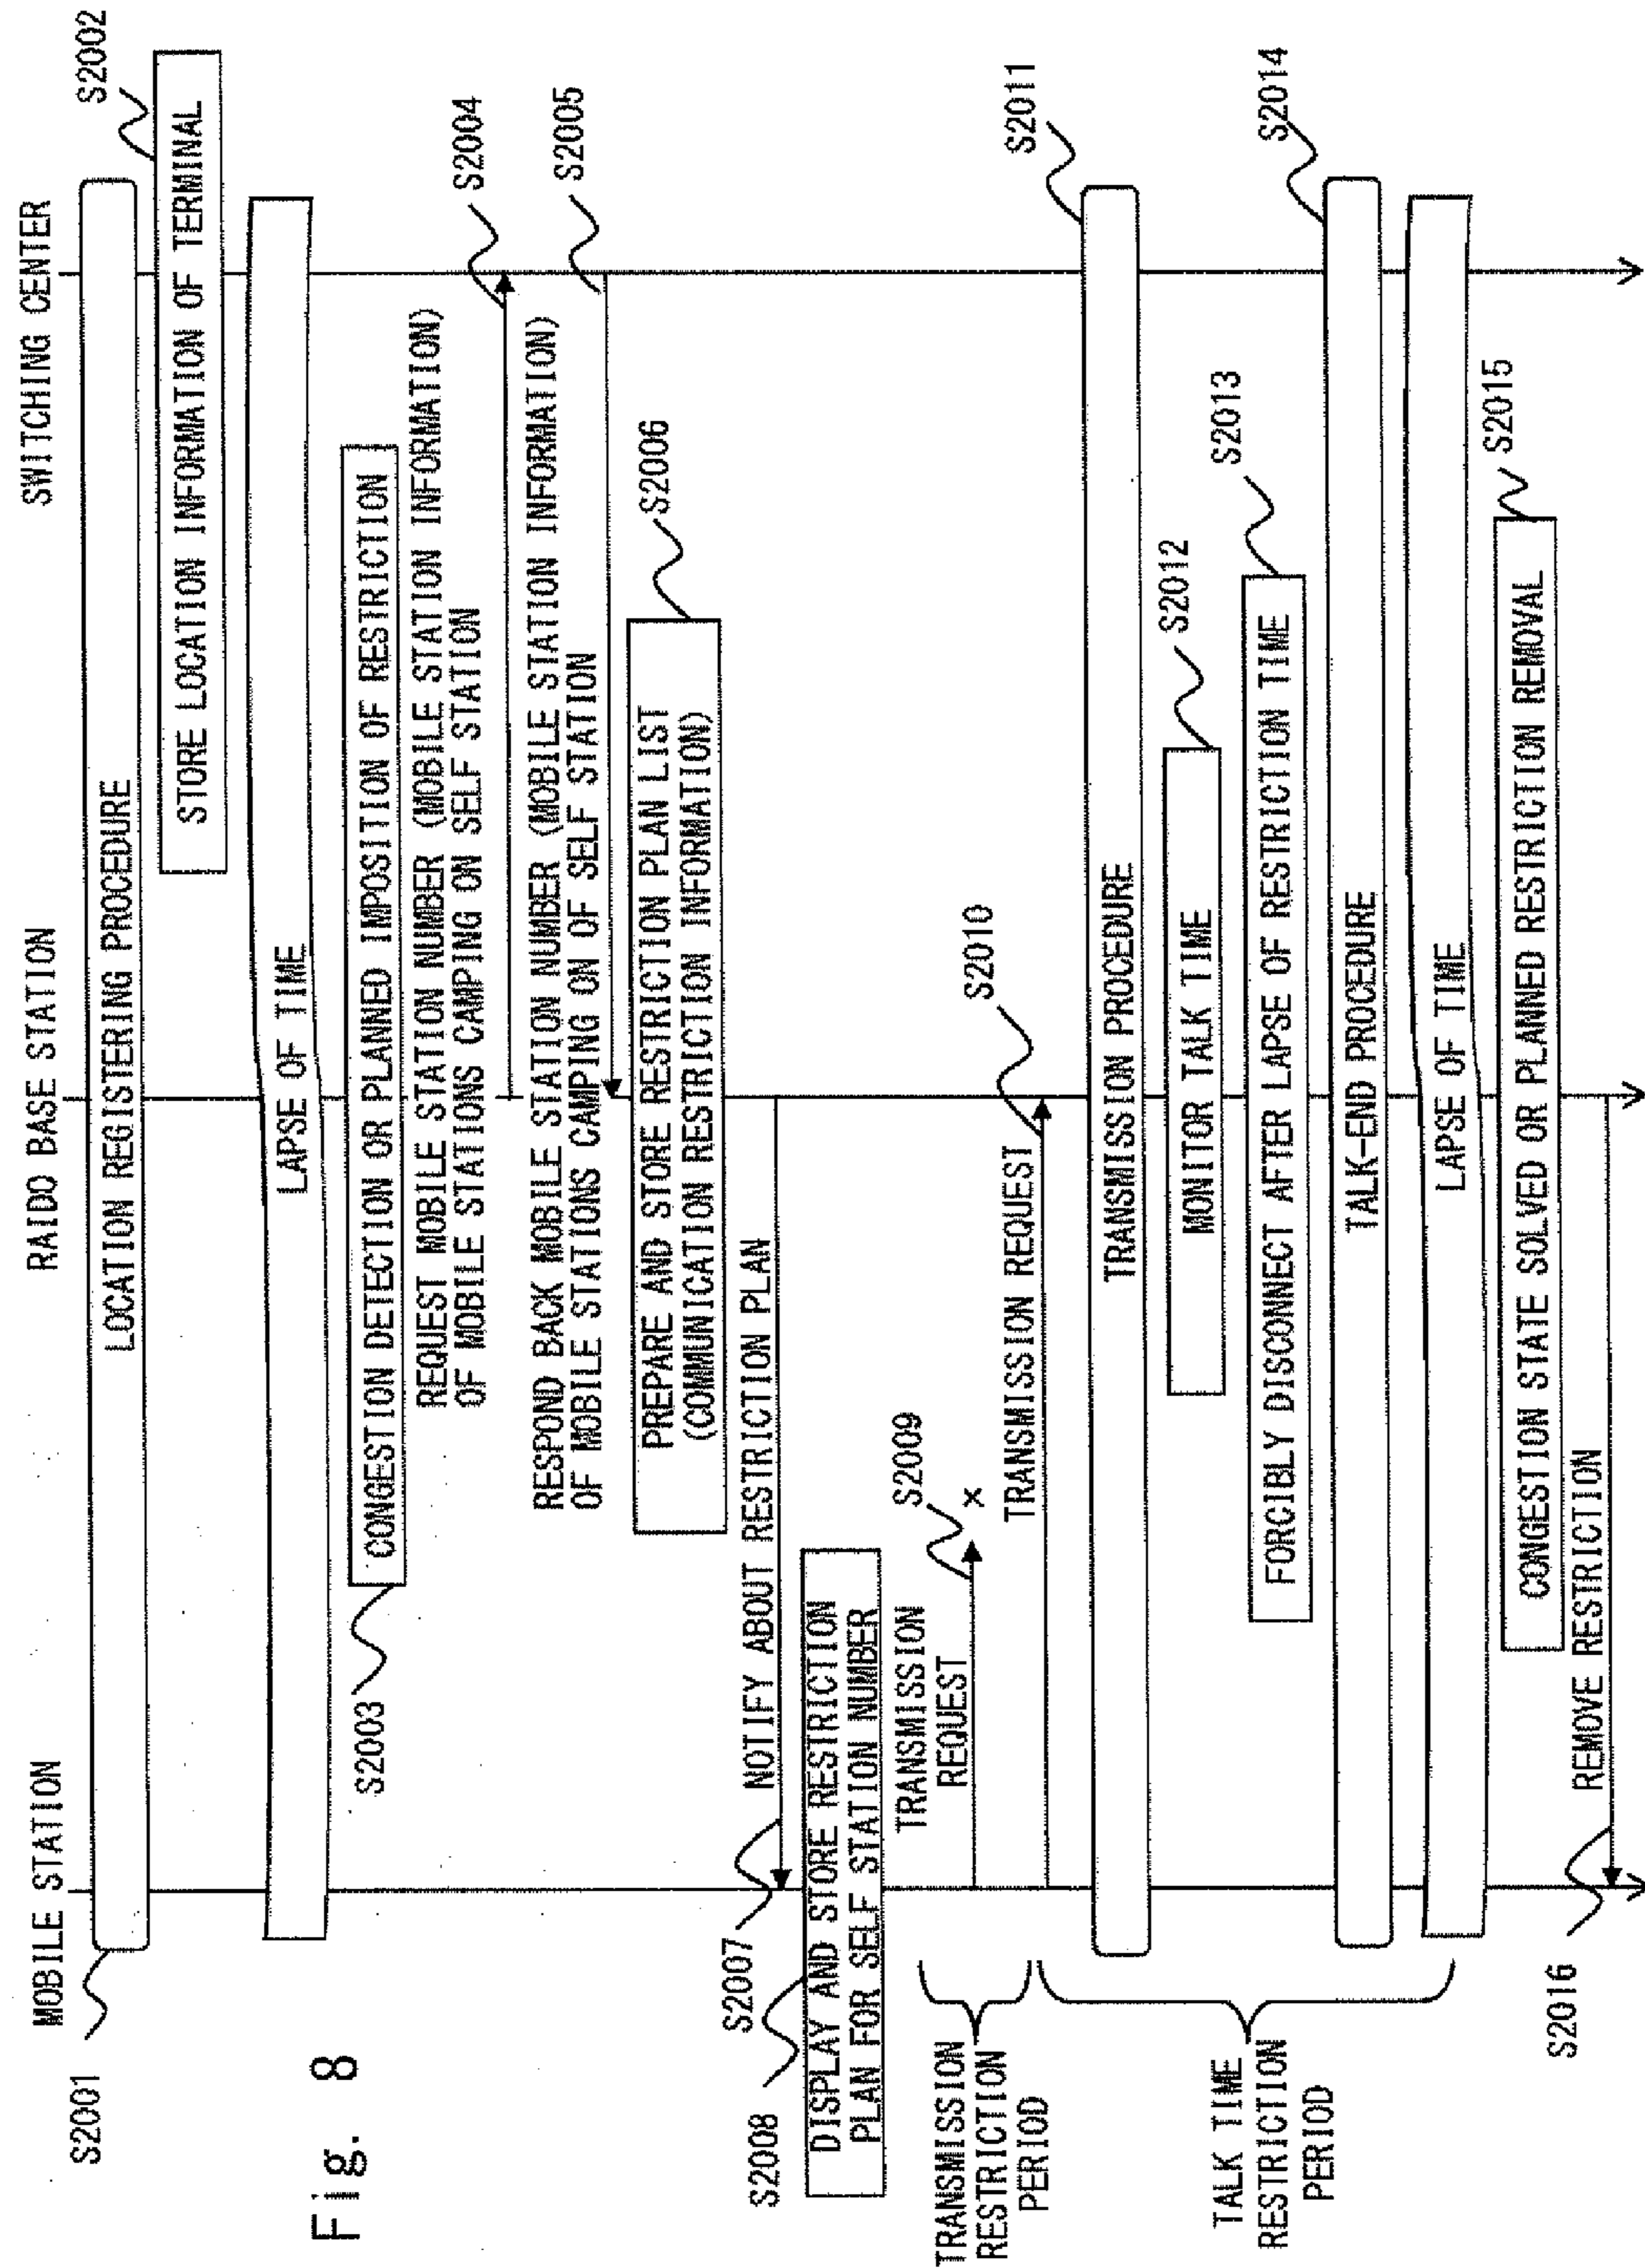 Fig. 8
MOBILE STATION
RAIDO BASE STATION
SWITCHING CENTER
S2001
LOCATION REGISTERING PROCEDURE
S2002
STORE LOCATION INFORMATION OF TERMINAL
LAPSE OF TIME
S2003
CONGESTION DETECTION OR PLANNED IMPOSITION OF RESTRICTION
REQUEST MOBILE STATION NUMBER (MOBILE STATION INFORMATION)
OF MOBILE STATIONS CAMPING ON SELF STATION
S2004
RESPOND BACK MOBILE STATION NUMBER (MOBILE STATION INFORMATION)
OF MOBILE STATIONS CAMPING ON OF SELF STATION
S2005
PREPARE AND STORE RESTRICTION PLAN LIST
(COMMUNICATION RESTRICTION INFORMATION)
S2006
S2007
NOTIFY ABOUT RESTRICTION PLAN
S2008
DISPLAY AND STORE RESTRICTION
PLAN FOR SELF STATION NUMBER
TRANSMISSION
REQUEST
S2009
×
TRANSMISSION
RESTRICTION
PERIOD
TRANSMISSION REQUEST
S2010
TRANSMISSION PROCEDURE
S2011
MONITOR TALK TIME
S2012
FORCIBLY DISCONNECT AFTER LAPSE OF RESTRICTION TIME
S2013
TALK TIME
RESTRICTION
PERIOD
TALK-END PROCEDURE
S2014
LAPSE OF TIME
CONGESTION STATE SOLVED OR PLANNED RESTRICTION REMOVAL
S2015
S2016
REMOVE RESTRICTION